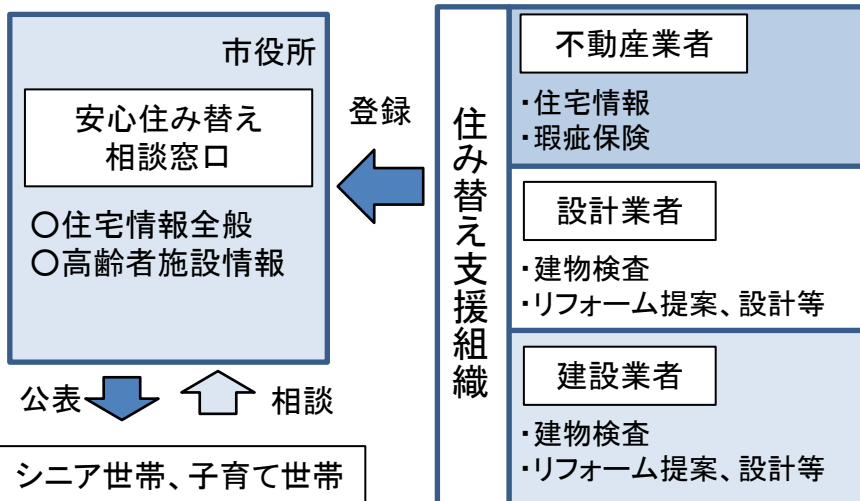 市役所
安心住み替え
相談窓口
〇住宅情報全般
〇高齢者施設情報
登録
公表
相談
シニア世帯、子育て世帯
住み替え支援組織
不動産業者
・住宅情報
・瑕疵保険
設計業者
・建物検査
・リフォーム提案、設計等
建設業者
・建物検査
・リフォーム提案、設計等